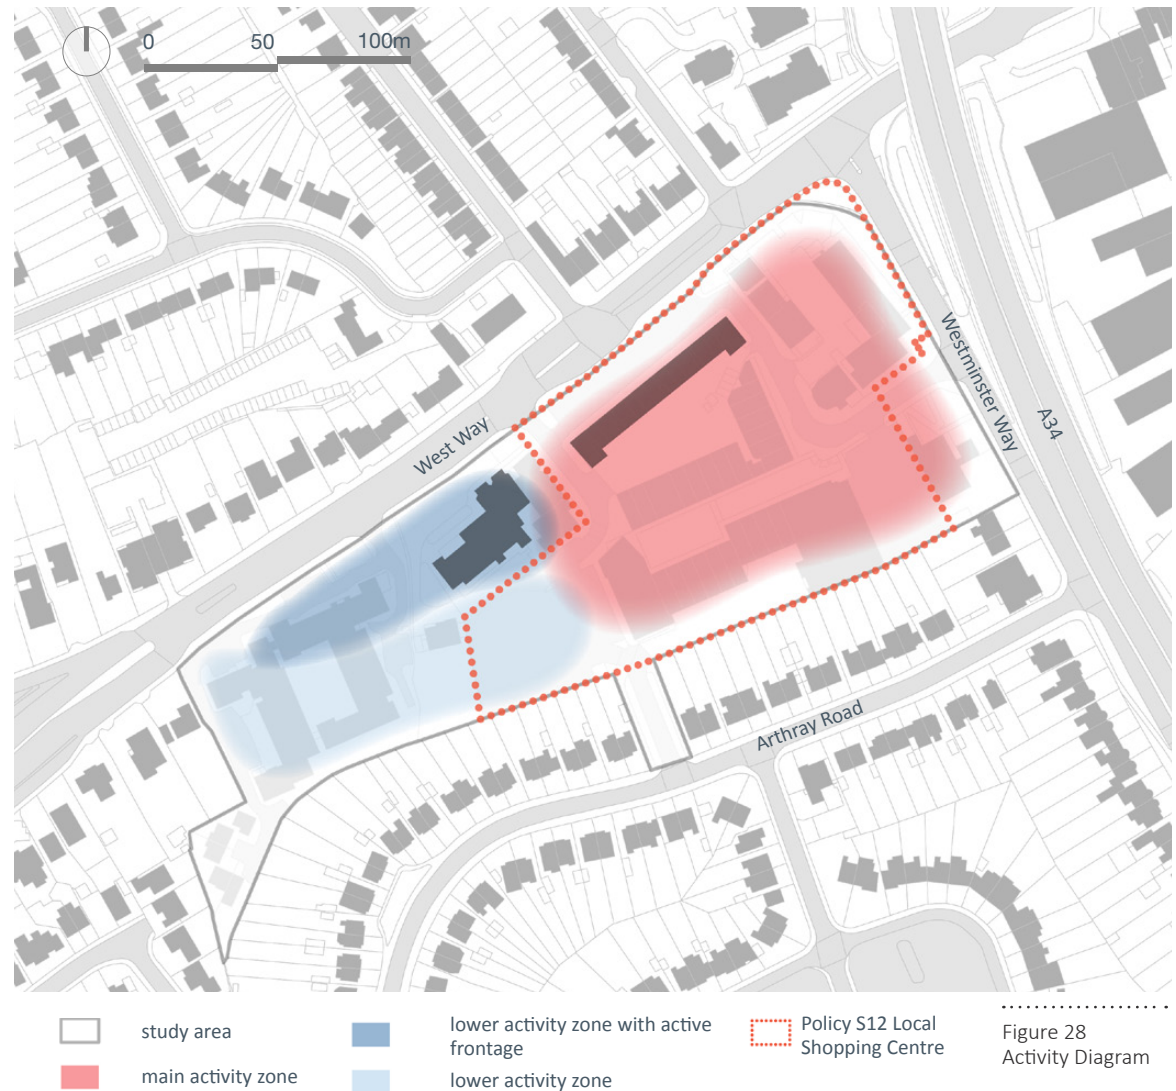 0 50 100m
West Way
Westminster Way
A34
Arthray Road
study area
main activity zone
lower activity zone with active
frontage
lower activity zone
Policy S12 Local
Shopping Centre
Figure 28
Activity Diagram